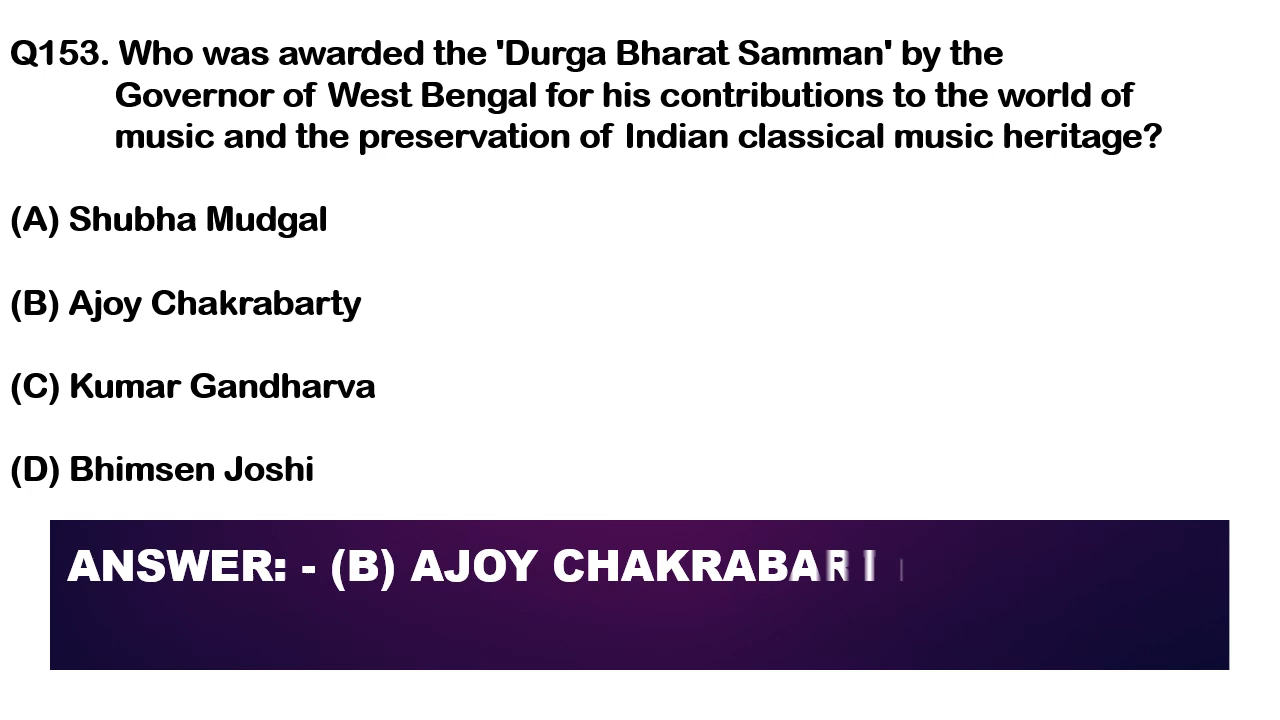 Q153. Who was awarded the 'Durga Bharat Samman' by the
Governor of West Bengal for his contributions to the world of
music and the preservation of Indian classical music heritage?
(A) Shubha Mudgal
(B) Ajoy Chakrabarty
(C) Kumar Gandharva
(D) Bhimsen Joshi
ANSWER: - (B) AJOY